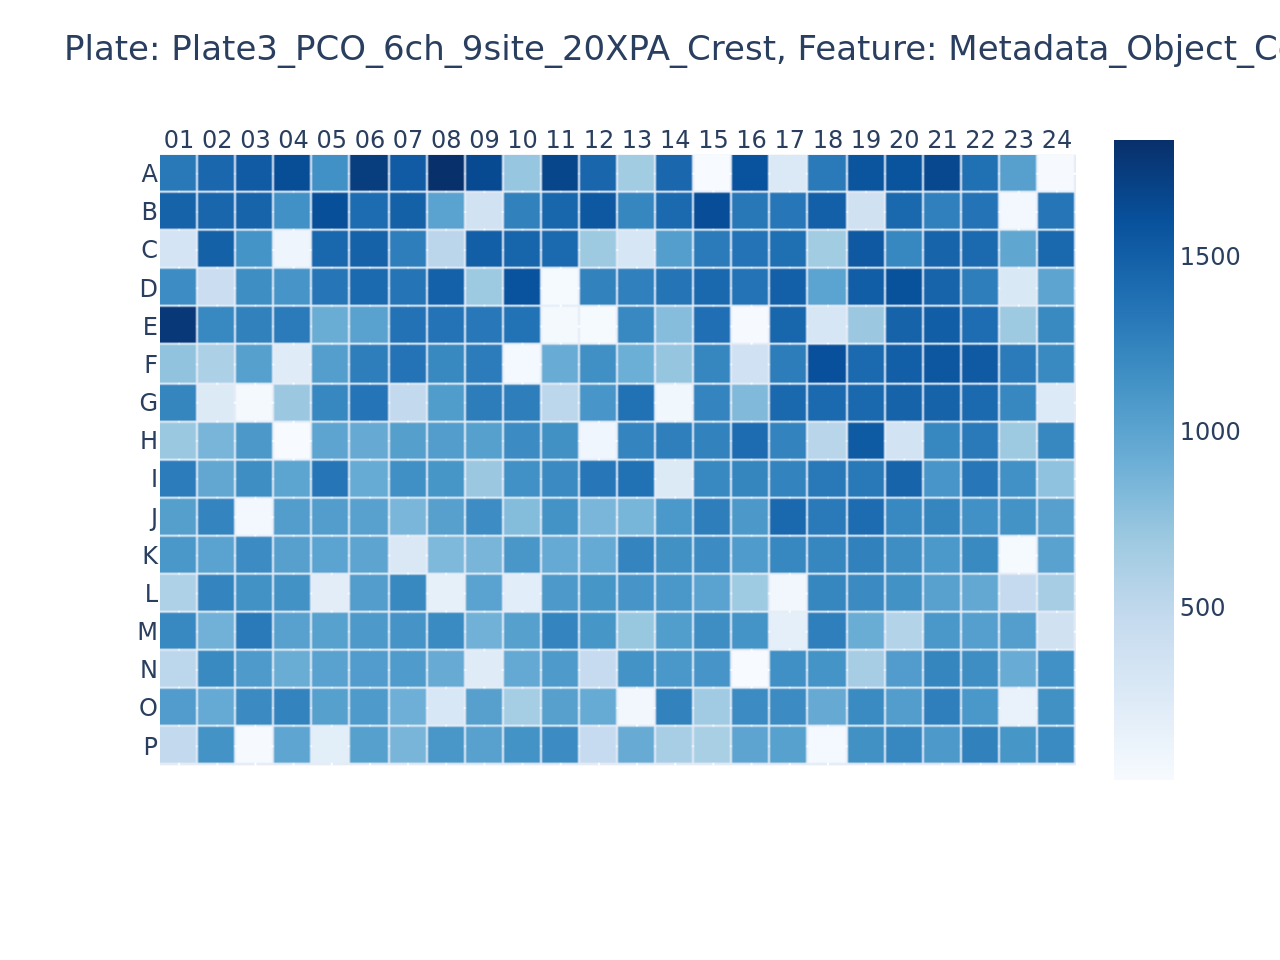 Plate: Plate3_PCO_6ch_9site_20XPA_Crest, Feature: Metadata_Object_C
01 02 03 04 05 06 07 08 09 10 11 12 13 14 15 16 17 18 19 20 21 22 23 24
A
B
C
D
E
F
G
H
I
J
K
L
M
N
O
P
1500
1000
500